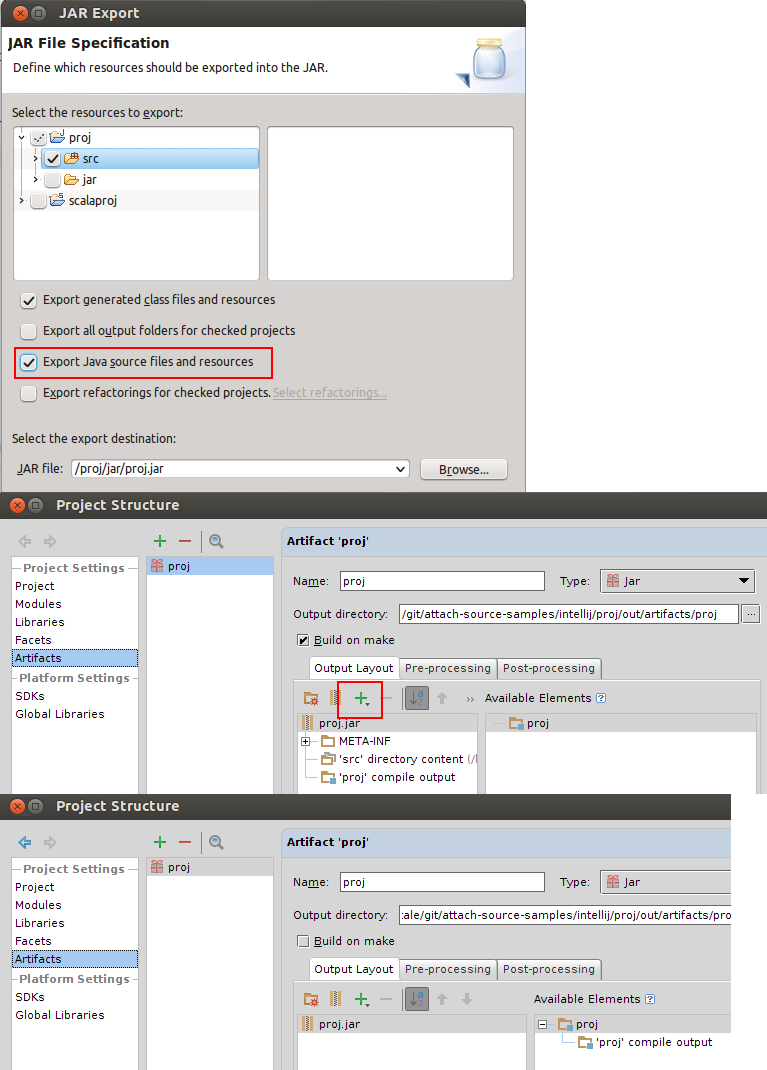 JAR Export
JAR File Specification
Define which resources should be exported into the JAR.
Select the resources to export:
proj
src
jar
scalaproj
Export generated class files and resources
Export all output folders for checked projects
Export Java source files and resources
Export refactorings for checked projects. Select refactorings...
Select the export destination:
JAR file: /proj/jar/proj.jar Browse...
Project Structure
Project Settings
Project
Modules
Libraries
Facets
Artifacts
Platform Settings
SDKs
Global Libraries
proj
Artifact 'proj'
Name: proj Type: Jar
Output directory: /git/attach-source-samples/intellij/proj/out/artifacts/proj ...
Build on make
Output Layout Pre-processing Post-processing
Available Elements ?
proj.jar
META-INF
'src' directory content (/
'proj' compile output
proj
Project Structure
Project Settings
Project
Modules
Libraries
Facets
Artifacts
Platform Settings
SDKs
Global Libraries
proj
Artifact 'proj'
Name: proj Type: Jar
Output directory: :ale/git/attach-source-samples/intellij/proj/out/artifacts/pro
Build on make
Output Layout Pre-processing Post-processing
Available Elements ?
proj.jar
proj
'proj' compile output